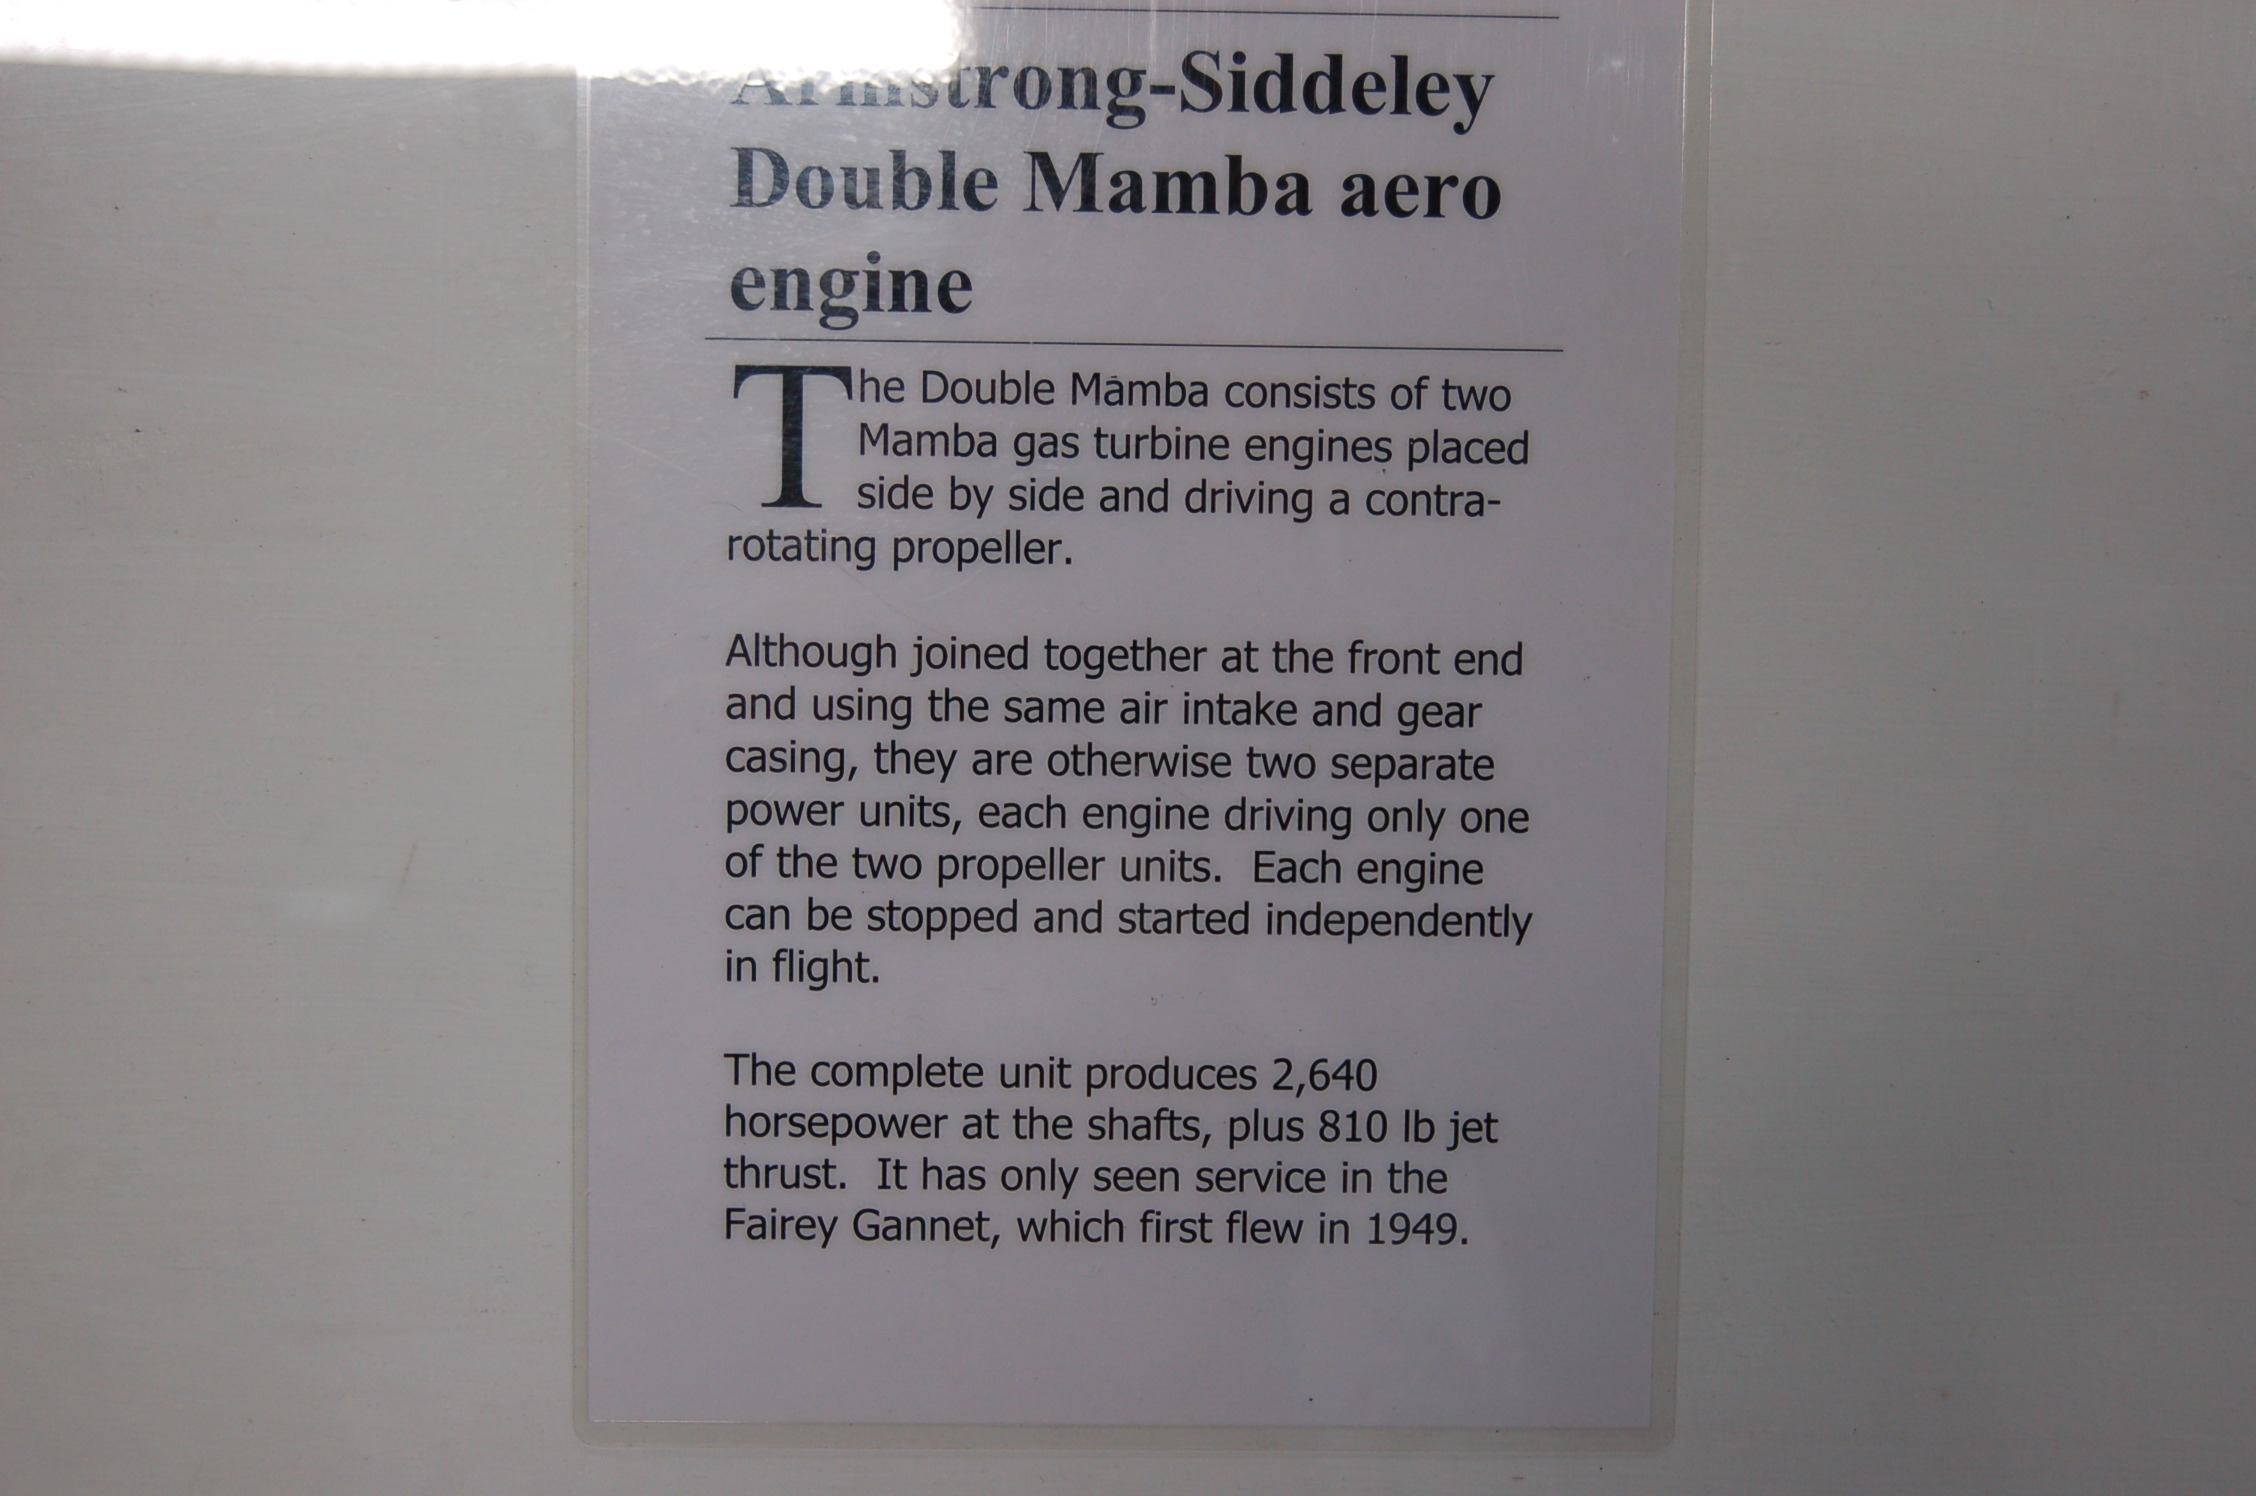 Armstrong-Siddeley
Double Mamba aero
engine
The Double Mamba consists of two
Mamba gas turbine engines placed
side by side and driving a contra-
rotating propeller.
Although joined together at the front end
and using the same air intake and gear
casing, they are otherwise two separate
power units, each engine driving only one
of the two propeller units.  Each engine
can be stopped and started independently
in flight.
The complete unit produces 2,640
horsepower at the shafts, plus 810 lb jet
thrust.  It has only seen service in the
Fairey Gannet, which first flew in 1949.